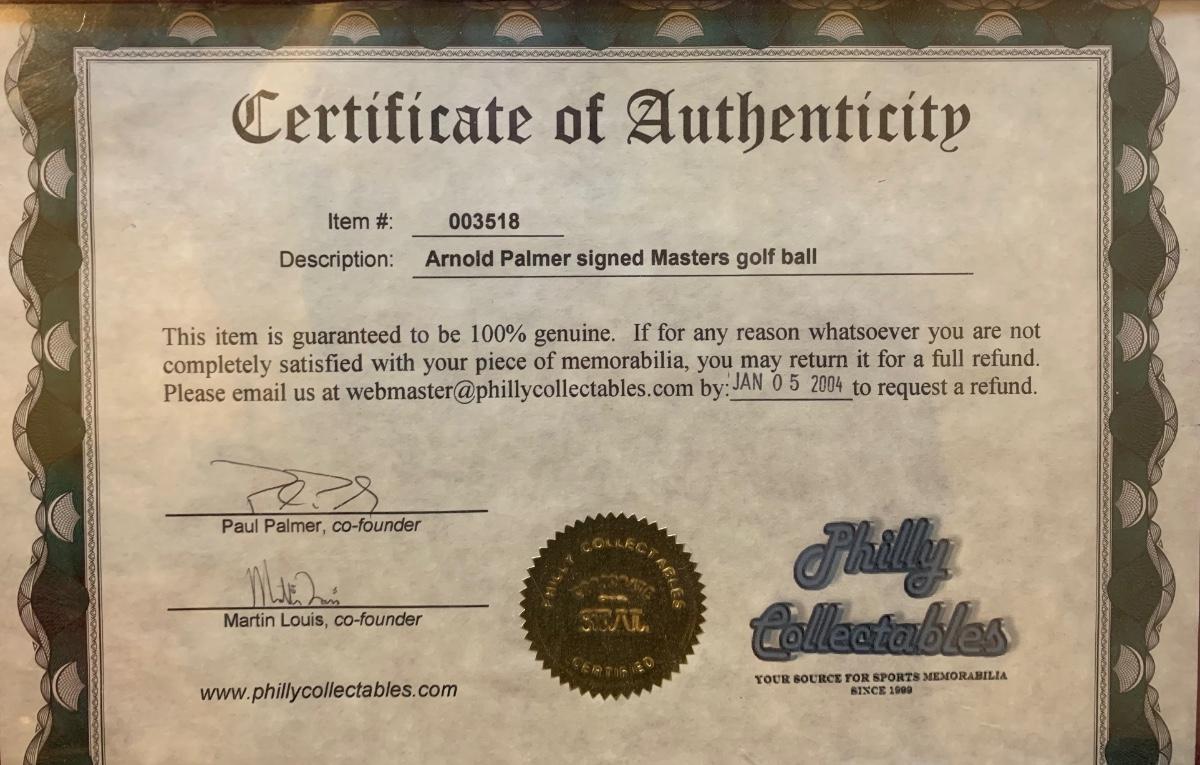 Certificate of Authenticity
Item #: 003518
Description: Arnold Palmer signed Masters golf ball
This item is guaranteed to be 100% genuine. If for any reason whatsoever you are not
completely satisfied with your piece of memorabilia, you may return it for a full refund.
Please email us at webmaster@phillycollectables.com by: JAN 05 2004 to request a refund.
Paul Palmer, co-founder
Martin Louis, co-founder
www.phillycollectables.com
PHILLY COLLECTABLES
SEAL
CERTIFIED
Philly
Collectables
YOUR SOURCE FOR SPORTS MEMORABILIA
SINCE 1999